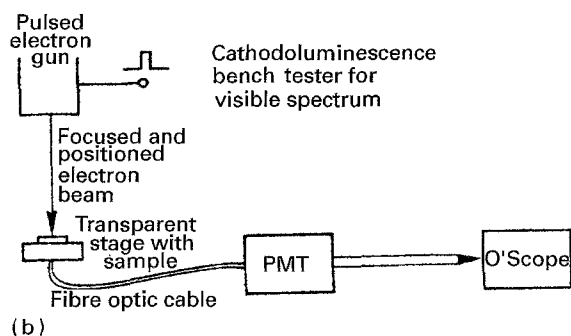 Pulsed
electron
gun
Cathodoluminescence
bench tester for
visible spectrum
Focused and
positioned
electron
beam
Transparent
stage with
sample
PMT
O'Scope
Fibre optic cable
(b)